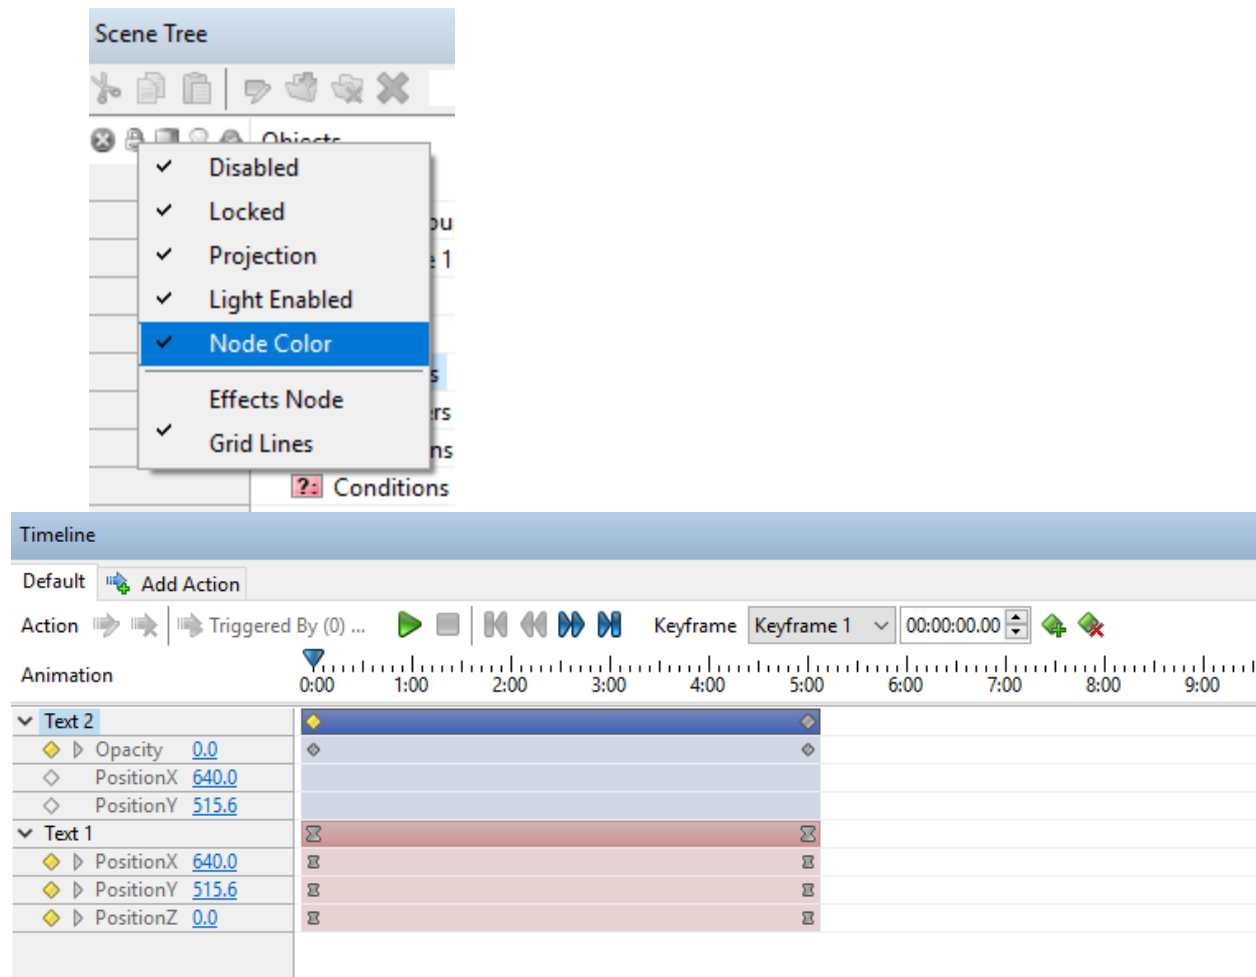 Scene Tree
Objects
Disabled
Locked
Projection
Light Enabled
Node Color
Effects Node
Grid Lines
?: Conditions
Timeline
Default Add Action
Action Triggered By (0) ... Keyframe Keyframe 1 00:00:00.00
Animation 0:00 1:00 2:00 3:00 4:00 5:00 6:00 7:00 8:00 9:00
Text 2
Opacity 0.0
PositionX 640.0
PositionY 515.6
Text 1
PositionX 640.0
PositionY 515.6
PositionZ 0.0